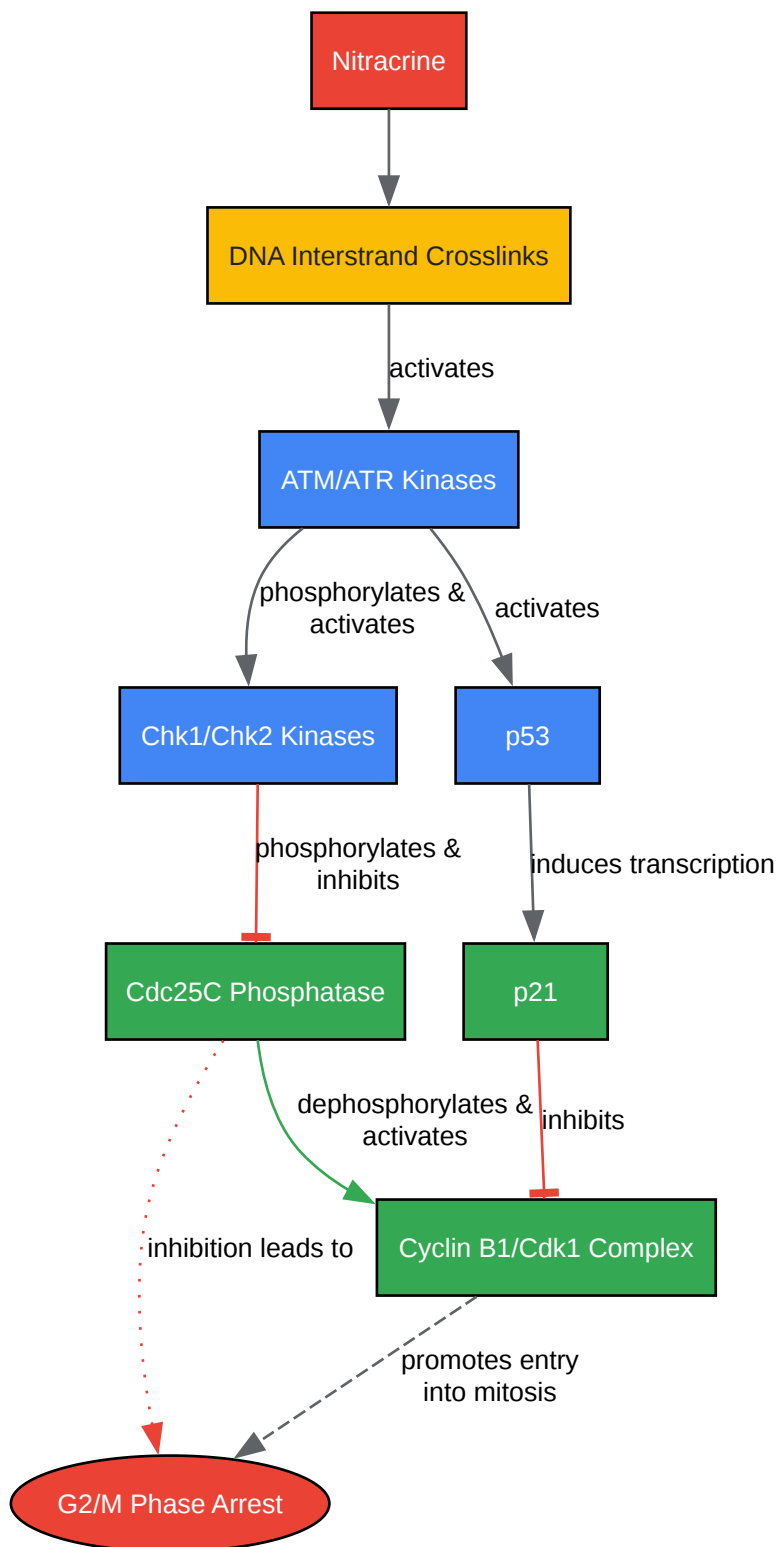 Nitracrine
DNA Interstrand Crosslinks
activates
ATM/ATR Kinases
phosphorylates &
activates
activates
Chk1/Chk2 Kinases
p53
phosphorylates &
inhibits
induces transcription
Cdc25C Phosphatase
p21
dephosphorylates &
activates
inhibits
inhibition leads to
Cyclin B1/Cdk1 Complex
promotes entry
into mitosis
G2/M Phase Arrest